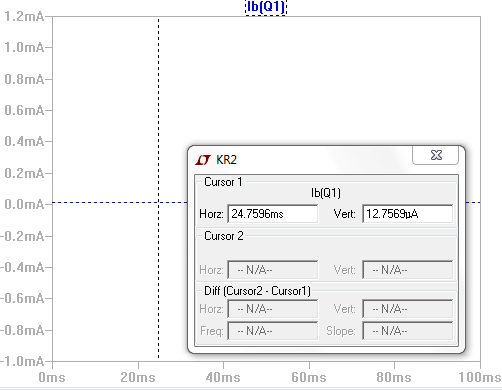 Ib(Q1)
1.2mA
1.0mA
0.8mA
0.6mA
0.4mA
0.2mA
0.0mA
-0.2mA
-0.4mA
-0.6mA
-0.8mA
-1.0mA
0ms 20ms 40ms 60ms 80ms 100ms
KR2
Cursor 1
Ib(Q1)
Horz: 24.7596ms Vert: 12.7569µA
Cursor 2
Horz: -- N/A-- Vert: -- N/A--
Diff (Cursor2 - Cursor1)
Horz: -- N/A-- Vert: -- N/A--
Freq: -- N/A-- Slope: -- N/A--